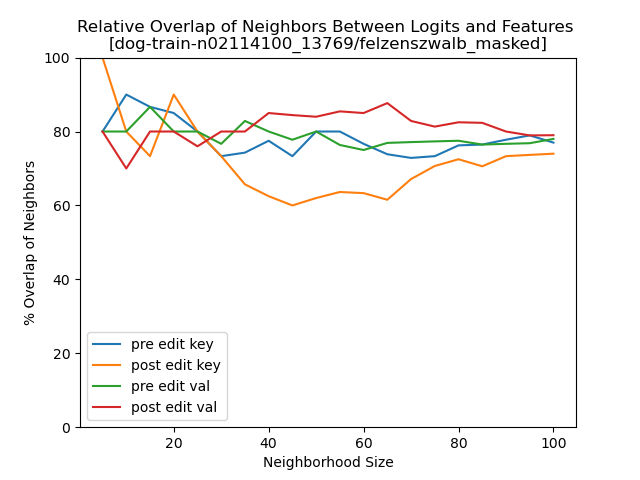 Relative Overlap of Neighbors Between Logits and Features
[dog-train-n02114100_13769/felzenszwalb_masked]
100
80
60
40
20
0
% Overlap of Neighbors
pre edit key
post edit key
pre edit val
post edit val
20 40 60 80 100
Neighborhood Size